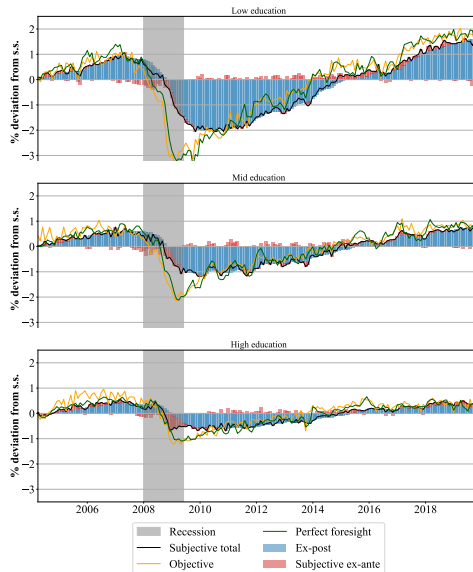 Low education
% deviation from s.s.
2
1
0
−1
−2
−3
Mid education
% deviation from s.s.
2
1
0
−1
−2
−3
High education
% deviation from s.s.
2
1
0
−1
−2
−3
2006 2008 2010 2012 2014 2016 2018
Recession Perfect foresight
Subjective total Ex-post
Objective Subjective ex-ante